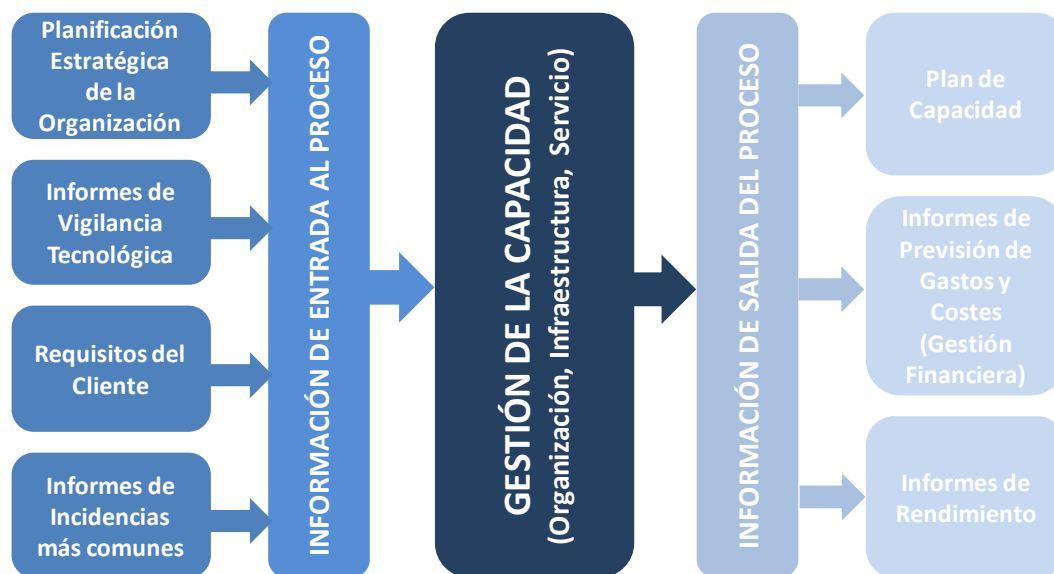 Planificación
Estratégica
de la
Organización
Informes de
Vigilancia
Tecnológica
Requisitos del
Cliente
Informes de
Incidencias
más comunes
INFORMACIÓN DE ENTRADA AL PROCESO
GESTIÓN DE LA CAPACIDAD
(Organización, Infraestructura, Servicio)
INFORMACIÓN DE SALIDA DEL PROCESO
Plan de
Capacidad
Informes de
Previsión de
Gastos y
Costes
(Gestión
Financiera)
Informes de
Rendimiento